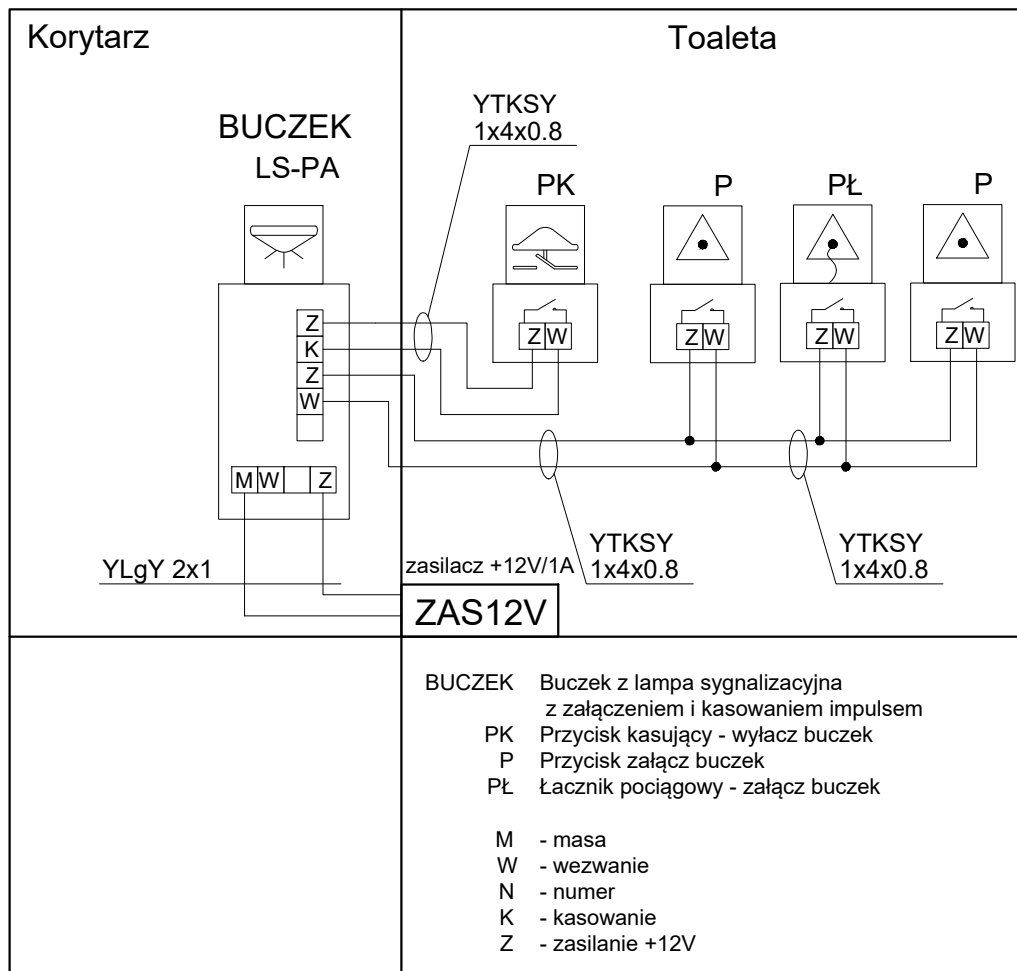 Korytarz
Toaleta
YTKSY
1x4x0.8
BUCZEK
LS-PA
PK
P
PŁ
P
Z
K
Z
W
Z W
Z W
Z W
Z W
M W Z
YTKSY
1x4x0.8
YTKSY
1x4x0.8
YLgY 2x1
zasilacz +12V/1A
ZAS12V
BUCZEK Buczek z lampa sygnalizacyjna
z załączeniem i kasowaniem impulsem
PK Przycisk kasujący - wyłacz buczek
P Przycisk załącz buczek
PŁ Łacznik pociągowy - załącz buczek
M - masa
W - wezwanie
N - numer
K - kasowanie
Z - zasilanie +12V